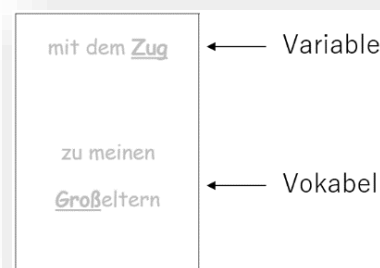 mit dem Zug
Variable
zu meinen
Großeltern
Vokabel